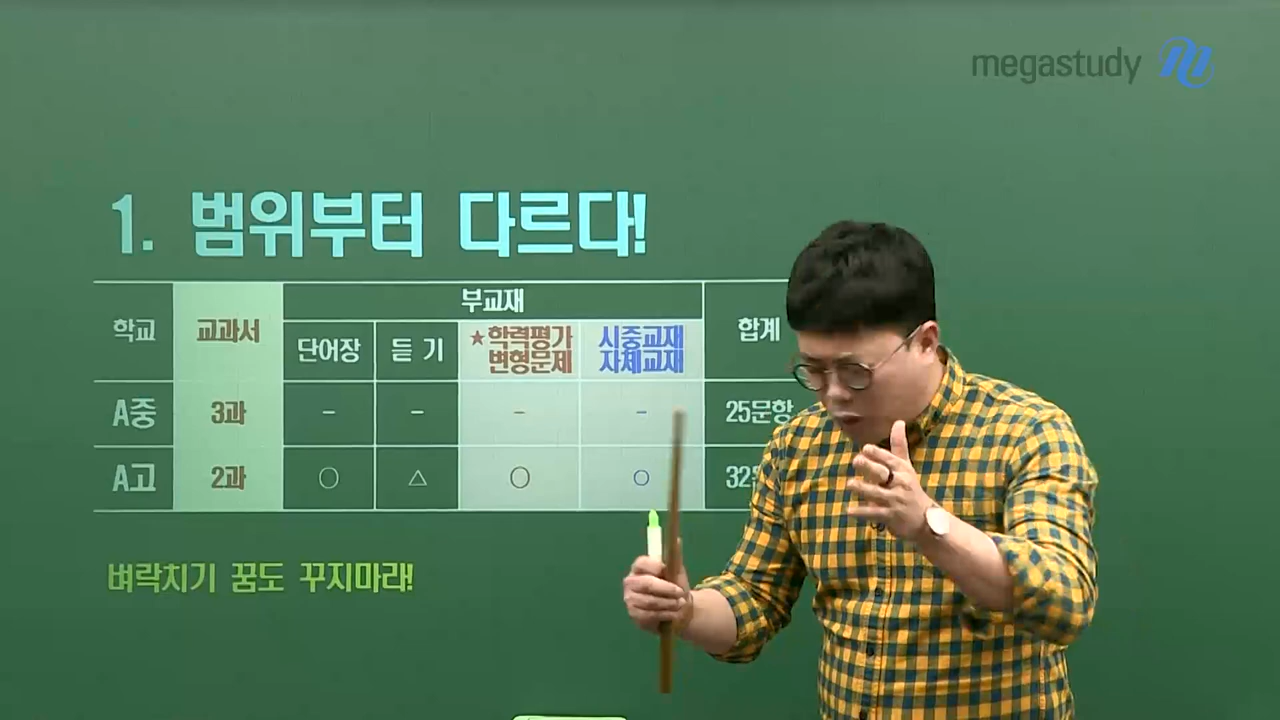 megastudy
1. 범위부터 다르다!
학교 교과서 부교재 합계
단어장 듣기 ★학력평가 변형문제 시중교재 자체교재
A중 3과 - - - - 25문항
A고 2과 ○ △ ○ ○ 32
벼락치기 꿈도 꾸지마라!